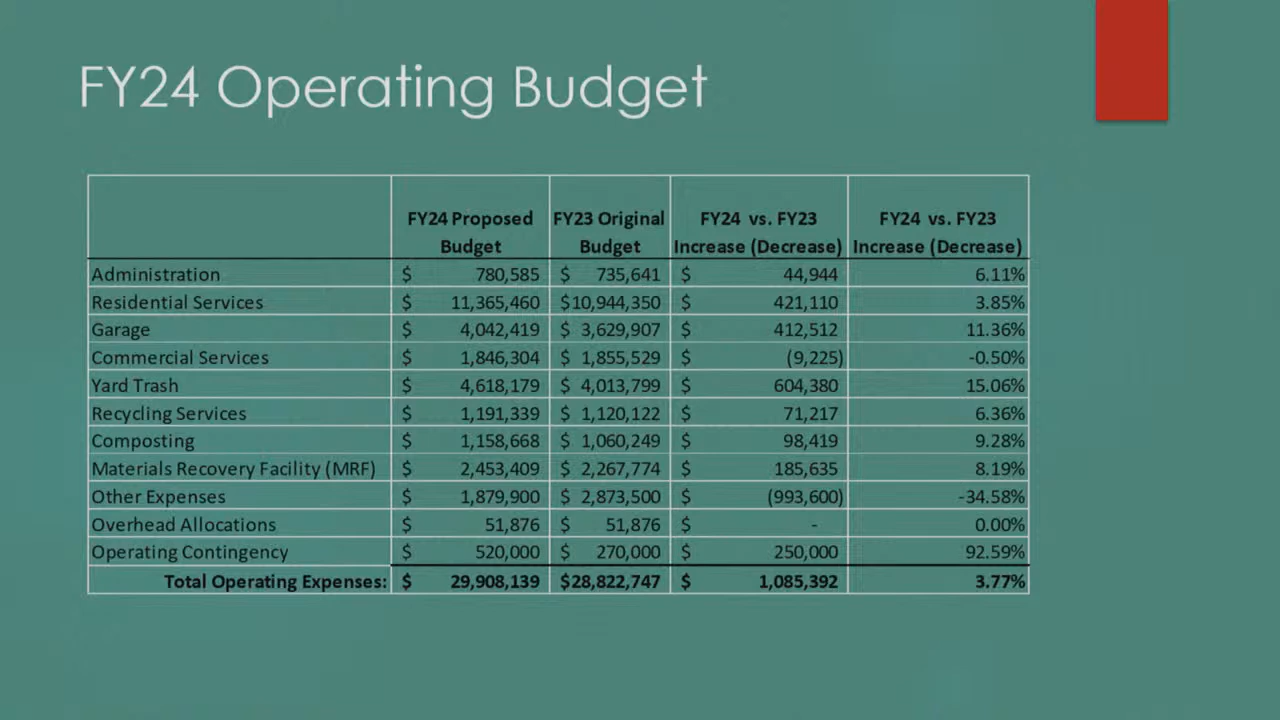 FY24 Operating Budget
FY24 Proposed Budget FY23 Original Budget FY24 vs. FY23 Increase (Decrease) FY24 vs. FY23 Increase (Decrease)
Administration $ 780,585 $ 735,641 $ 44,944 6.11%
Residential Services $ 11,365,460 $10,944,350 $ 421,110 3.85%
Garage $ 4,042,419 $ 3,629,907 $ 412,512 11.36%
Commercial Services $ 1,846,304 $ 1,855,529 $ (9,225) -0.50%
Yard Trash $ 4,618,179 $ 4,013,799 $ 604,380 15.06%
Recycling Services $ 1,191,339 $ 1,120,122 $ 71,217 6.36%
Composting $ 1,158,668 $ 1,060,249 $ 98,419 9.28%
Materials Recovery Facility (MRF) $ 2,453,409 $ 2,267,774 $ 185,635 8.19%
Other Expenses $ 1,879,900 $ 2,873,500 $ (993,600) -34.58%
Overhead Allocations $ 51,876 $ 51,876 $ - 0.00%
Operating Contingency $ 520,000 $ 270,000 $ 250,000 92.59%
Total Operating Expenses: $ 29,908,139 $28,822,747 $ 1,085,392 3.77%